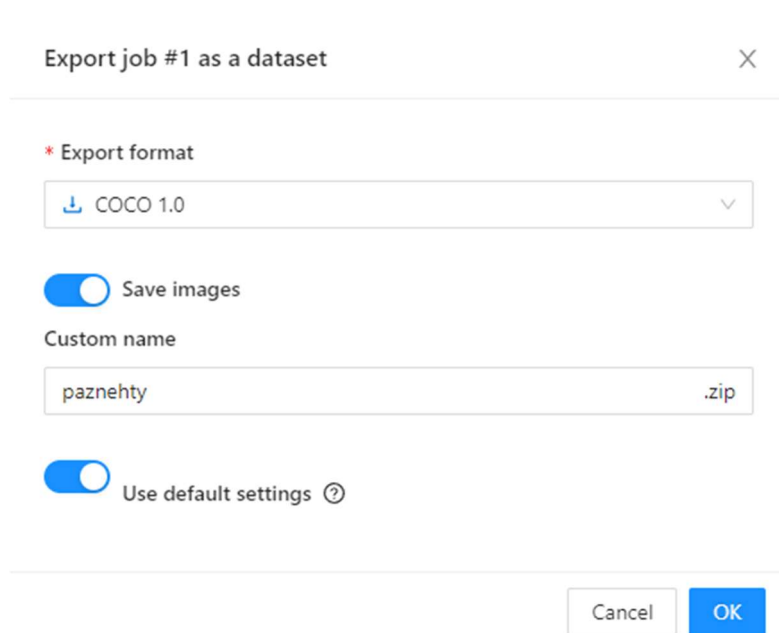 Export job #1 as a dataset
* Export format
COCO 1.0
Save images
Custom name
paznehty .zip
Use default settings
Cancel OK